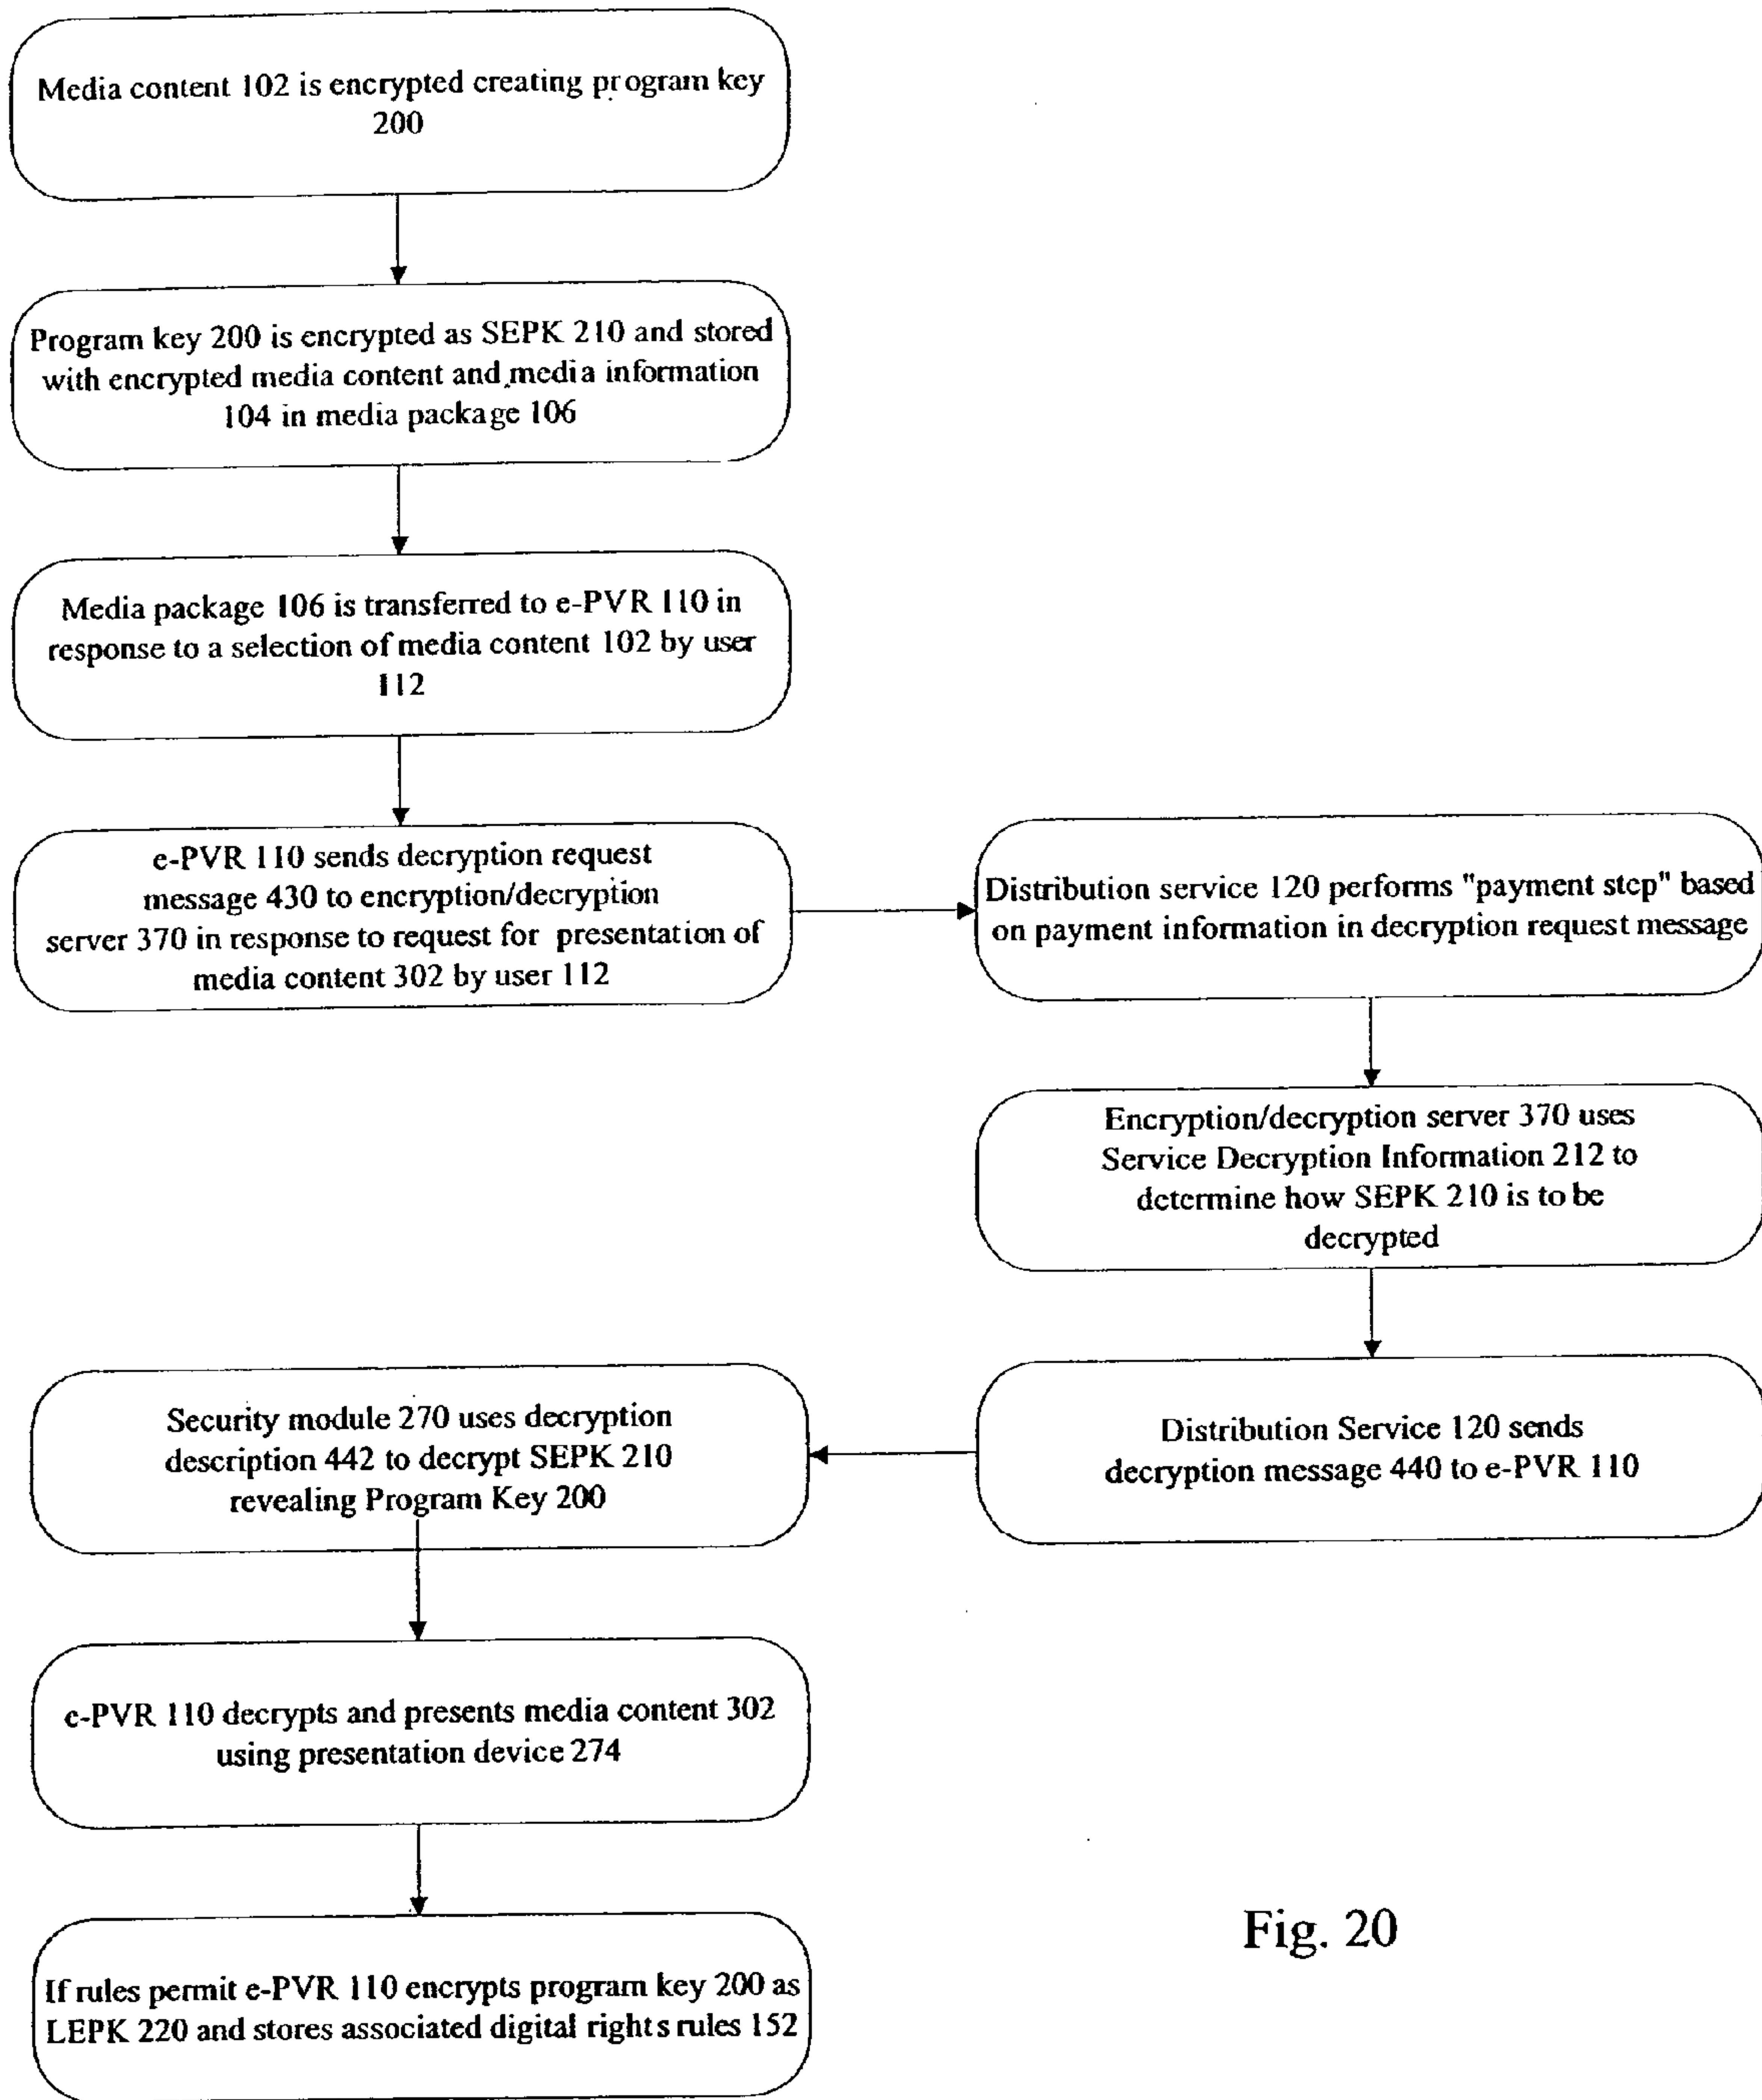 Media content 102 is encrypted creating program key
200
Program key 200 is encrypted as SEPK 210 and stored
with encrypted media content and media information
104 in media package 106
Media package 106 is transferred to e-PVR 110 in
response to a selection of media content 102 by user
112
e-PVR 110 sends decryption request
message 430 to encryption/decryption
server 370 in response to request for presentation of
media content 302 by user 112
Distribution service 120 performs "payment step" based
on payment information in decryption request message
Encryption/decryption server 370 uses
Service Decryption Information 212 to
determine how SEPK 210 is to be
decrypted
Distribution Service 120 sends
decryption message 440 to e-PVR 110
Security module 270 uses decryption
description 442 to decrypt SEPK 210
revealing Program Key 200
e-PVR 110 decrypts and presents media content 302
using presentation device 274
If rules permit e-PVR 110 encrypts program key 200 as
LEPK 220 and stores associated digital rights rules 152
Fig. 20